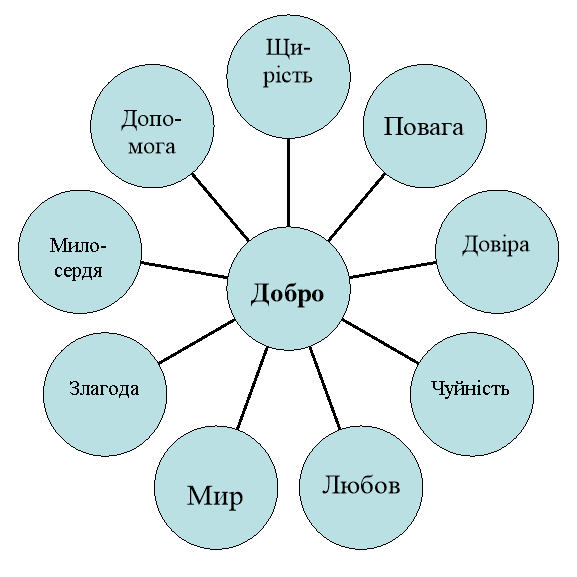 Щи-
рість
Повага
Довіра
Чуйність
Любов
Мир
Злагода
Мило-
сердя
Допо-
мога
Добро